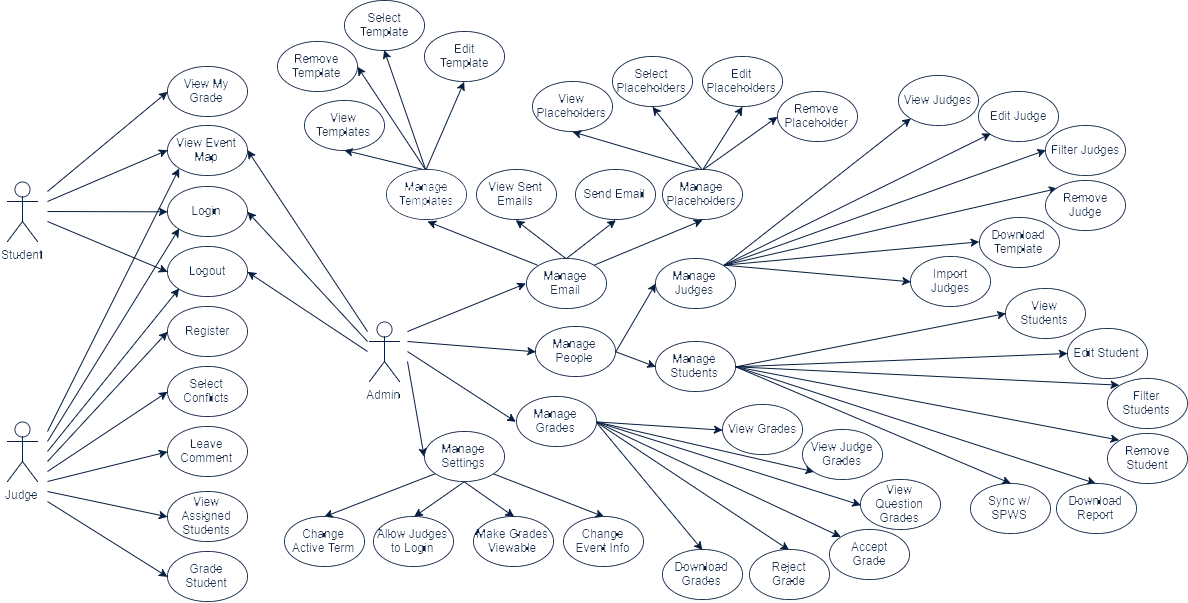 Select
Template
Remove
Template
Edit
Template
View
Templates
Manage
Templates
View Sent
Emails
Send Email
View
Placeholders
Select
Placeholders
Edit
Placeholders
Remove
Placeholder
Manage
Placeholders
Manage
Email
View My
Grade
View Event
Map
Login
Logout
Register
Select
Conflicts
Leave
Comment
View
Assigned
Students
Grade
Student
Student
Judge
Admin
View Judges
Edit Judge
Filter Judges
Remove
Judge
Download
Template
Import
Judges
Manage
Judges
Manage
People
Manage
Students
View
Students
Edit Student
Filter
Students
Remove
Student
Download
Report
Sync w/
SPWS
Manage
Grades
View Grades
View Judge
Grades
View
Question
Grades
Accept
Grade
Reject
Grade
Download
Grades
Manage
Settings
Change
Active Term
Allow Judges
to Login
Make Grades
Viewable
Change
Event Info